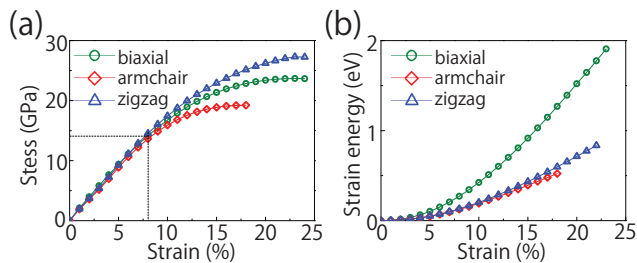 (a)
30
20
10
0
Stess (GPa)
biaxial
armchair
zigzag
0 5 10 15 20 25
Strain (%)
(b)
2
1
0
Strain energy (eV)
biaxial
armchair
zigzag
0 5 10 15 20 25
Strain (%)